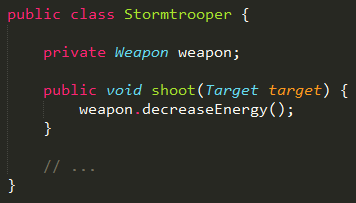 public class Stormtrooper {
private Weapon weapon;
public void shoot(Target target) {
weapon.decreaseEnergy();
}
// ...
}